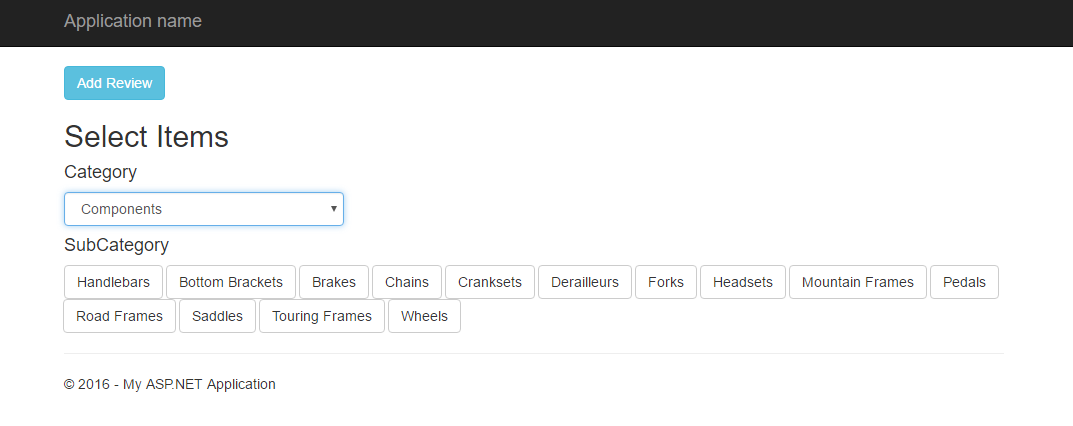 Application name
Add Review
Select Items
Category
Components
SubCategory
Handlebars Bottom Brackets Brakes Chains Cranksets Derailleurs Forks Headsets Mountain Frames Pedals
Road Frames Saddles Touring Frames Wheels
© 2016 - My ASP.NET Application